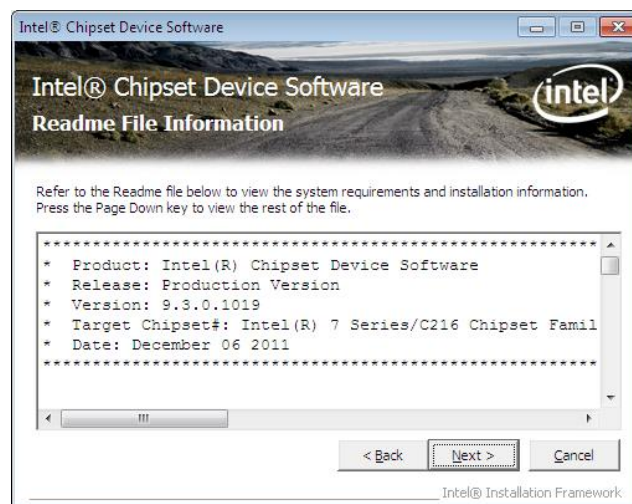 Intel® Chipset Device Software
Intel® Chipset Device Software
intel
Readme File Information
Refer to the Readme file below to view the system requirements and installation information.
Press the Page Down key to view the rest of the file.
************************************************************
* Product: Intel(R) Chipset Device Software
* Release: Production Version
* Version: 9.3.0.1019
* Target Chipset#: Intel(R) 7 Series/C216 Chipset Famil
* Date: December 06 2011
************************************************************
< Back Next > Cancel
Intel® Installation Framework